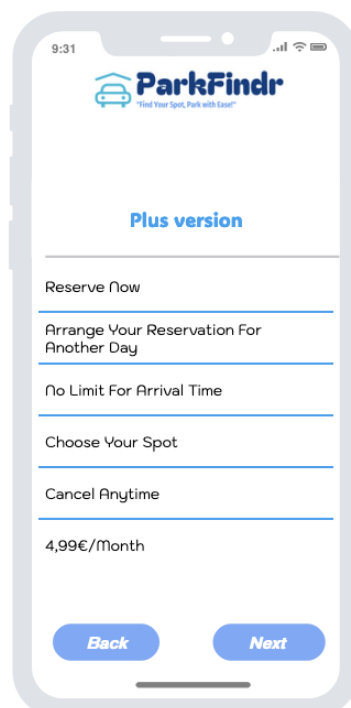 9:31
ParkFindr
"Find Your Spot, Park with Ease!"
Plus version
Reserve Now
Arrange Your Reservation For
Another Day
No Limit For Arrival Time
Choose Your Spot
Cancel Anytime
4,99€/Month
Back
Next